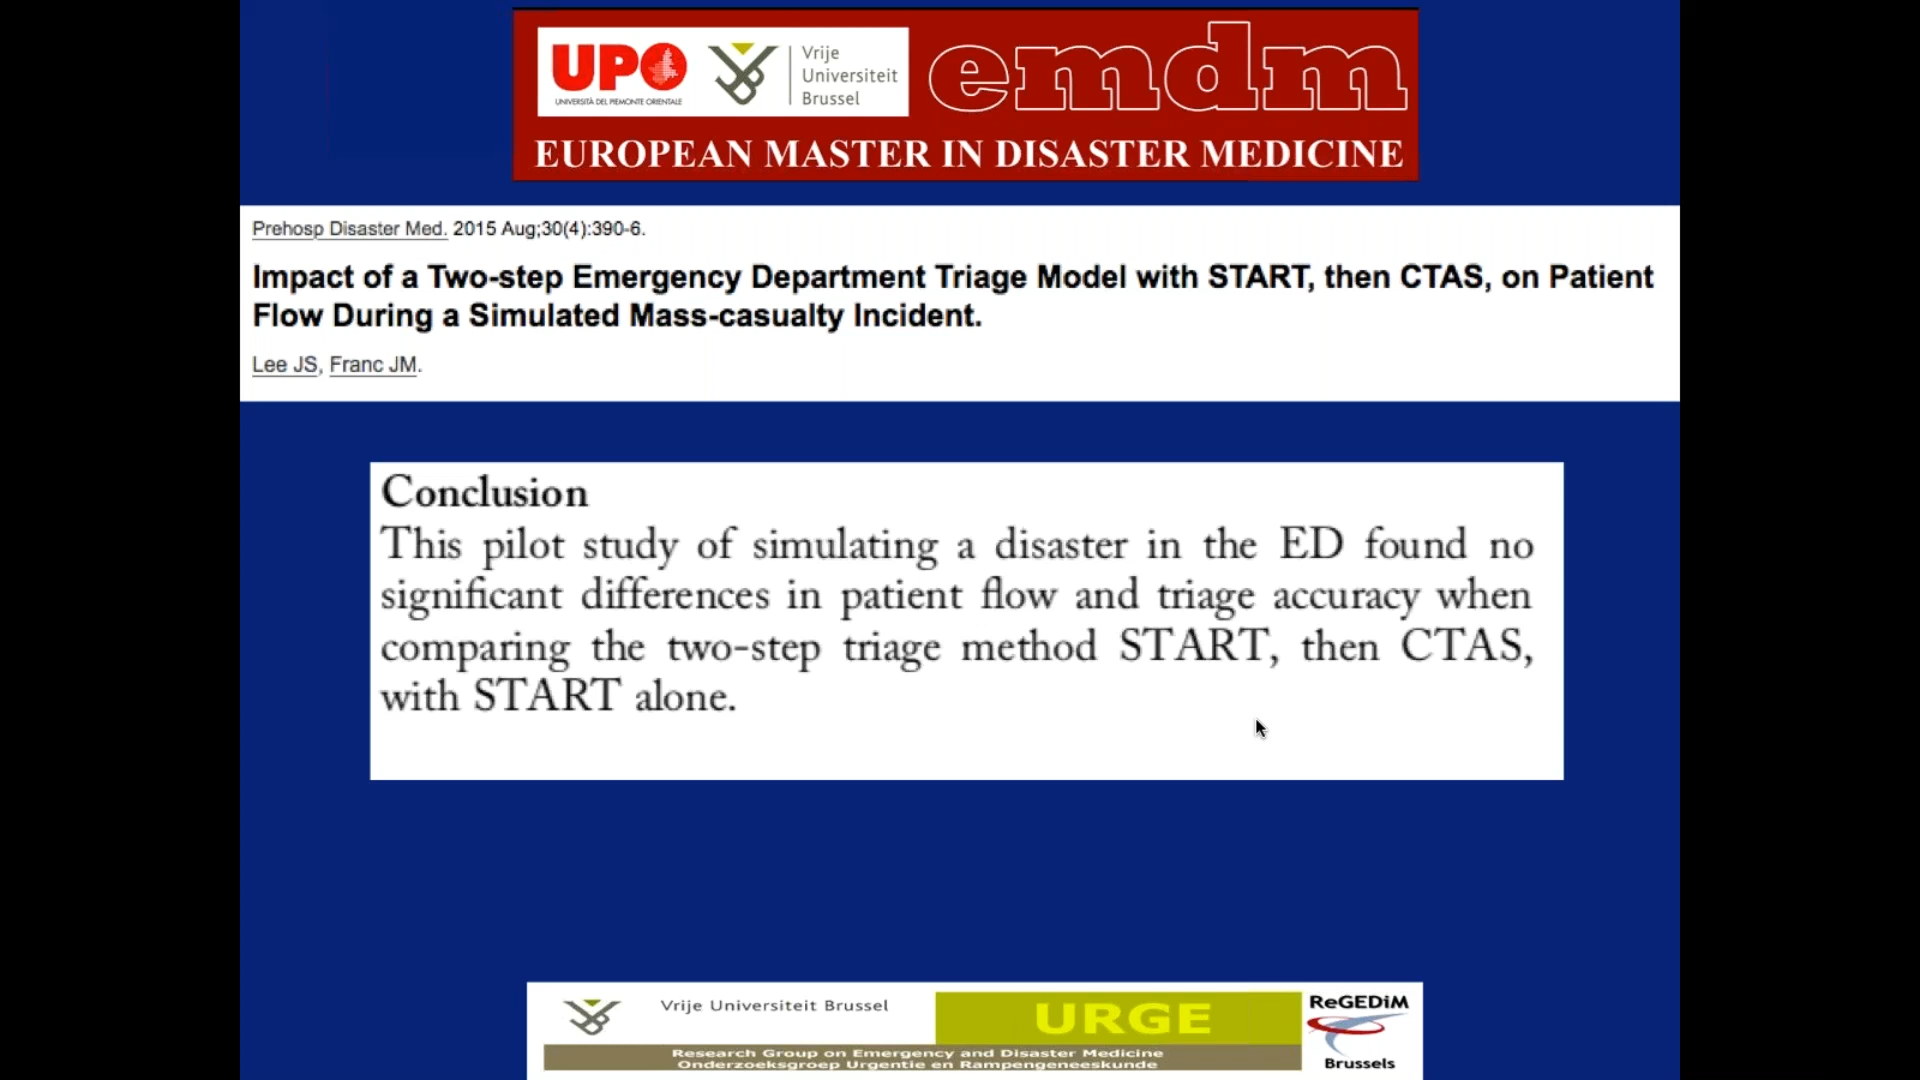 UPO
UNIVERSITÀ DEL PIEMONTE ORIENTALE
Vrije
Universiteit
Brussel
emdm
EUROPEAN MASTER IN DISASTER MEDICINE
Prehosp Disaster Med. 2015 Aug;30(4):390-6.
Impact of a Two-step Emergency Department Triage Model with START, then CTAS, on Patient
Flow During a Simulated Mass-casualty Incident.
Lee JS, Franc JM.
Conclusion
This pilot study of simulating a disaster in the ED found no
significant differences in patient flow and triage accuracy when
comparing the two-step triage method START, then CTAS,
with START alone.
Vrije Universiteit Brussel
URGE
Research Group on Emergency and Disaster Medicine
Onderzoeksgroep Urgentie en Rampengeneeskunde
ReGEDiM
Brussels